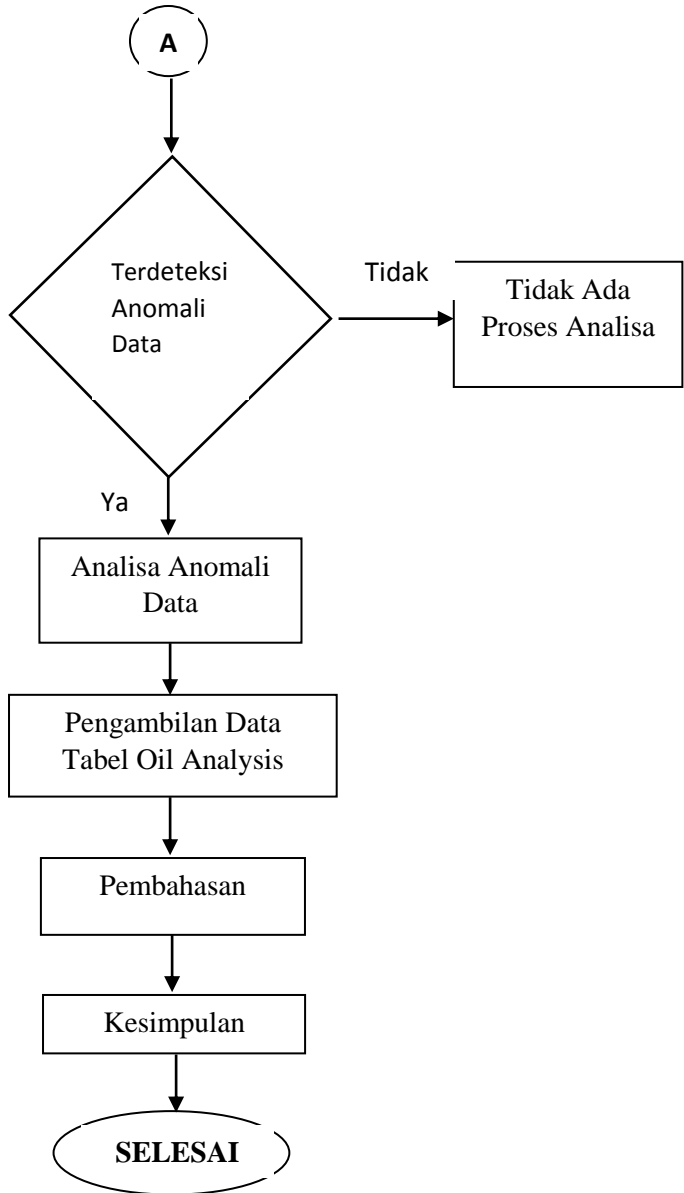 A
Terdeteksi
Anomali
Data
Tidak
Tidak Ada
Proses Analisa
Ya
Analisa Anomali
Data
Pengambilan Data
Tabel Oil Analysis
Pembahasan
Kesimpulan
SELESAI